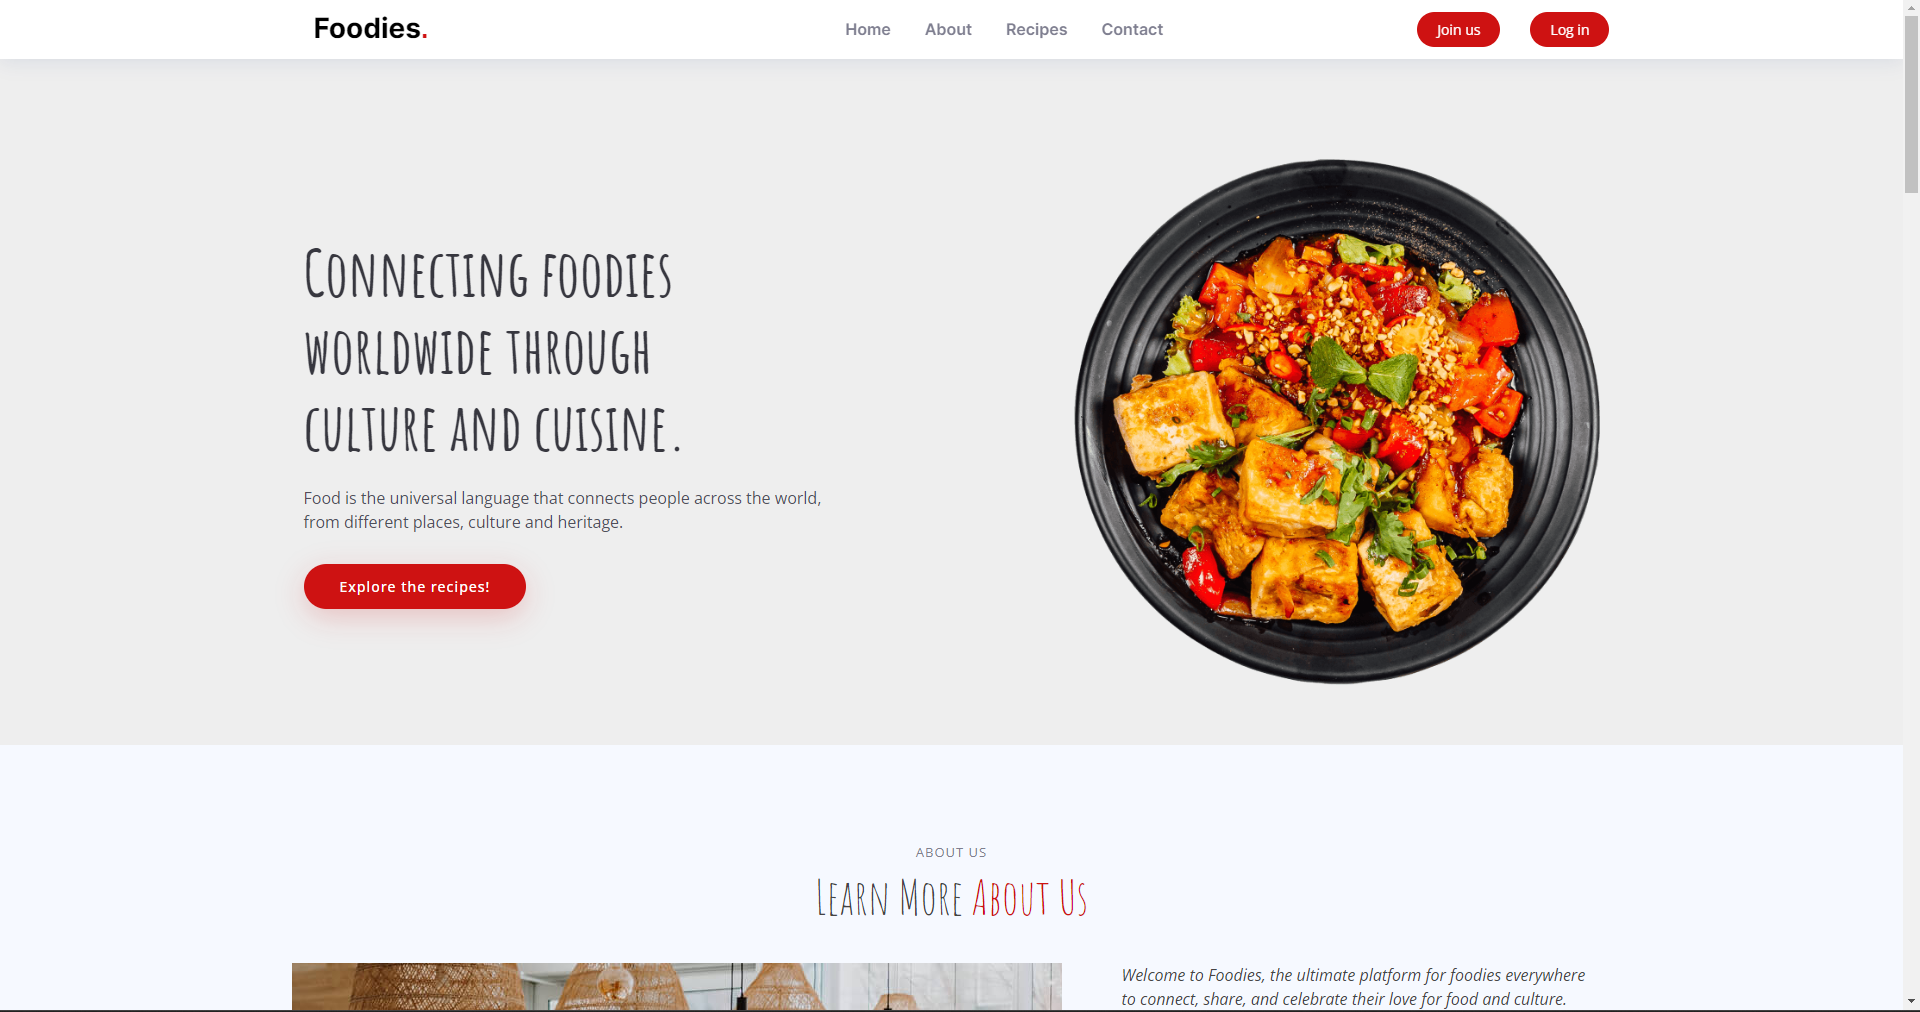 Foodies.
Home About Recipes Contact
Join us Log in
Connecting foodies
worldwide through
culture and cuisine.
Food is the universal language that connects people across the world,
from different places, culture and heritage.
Explore the recipes!
ABOUT US
Learn More About Us
Welcome to Foodies, the ultimate platform for foodies everywhere
to connect, share, and celebrate their love for food and culture.